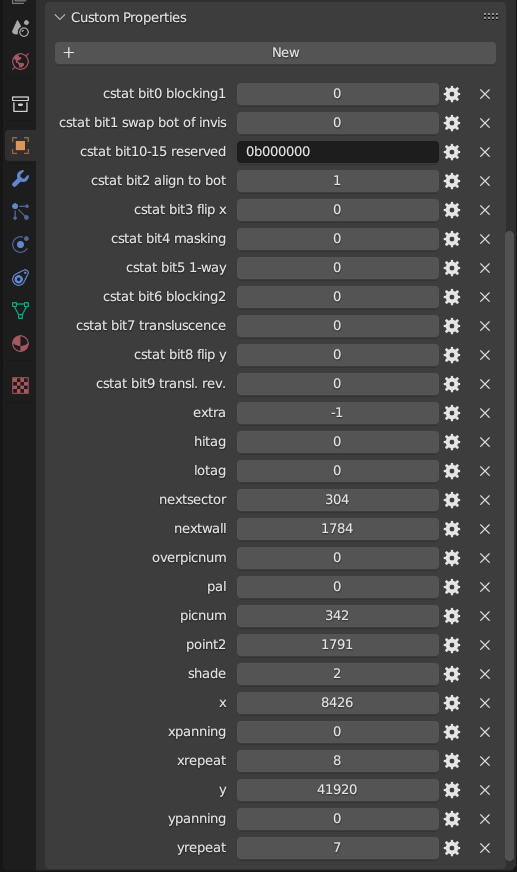 Custom Properties
+ New
cstat bit0 blocking1 0
cstat bit1 swap bot of invis 0
cstat bit10-15 reserved 0b000000
cstat bit2 align to bot 1
cstat bit3 flip x 0
cstat bit4 masking 0
cstat bit5 1-way 0
cstat bit6 blocking2 0
cstat bit7 transluscence 0
cstat bit8 flip y 0
cstat bit9 transl. rev. 0
extra -1
hitag 0
lotag 0
nextsector 304
nextwall 1784
overpicnum 0
pal 0
picnum 342
point2 1791
shade 2
x 8426
xpanning 0
xrepeat 8
y 41920
ypanning 0
yrepeat 7